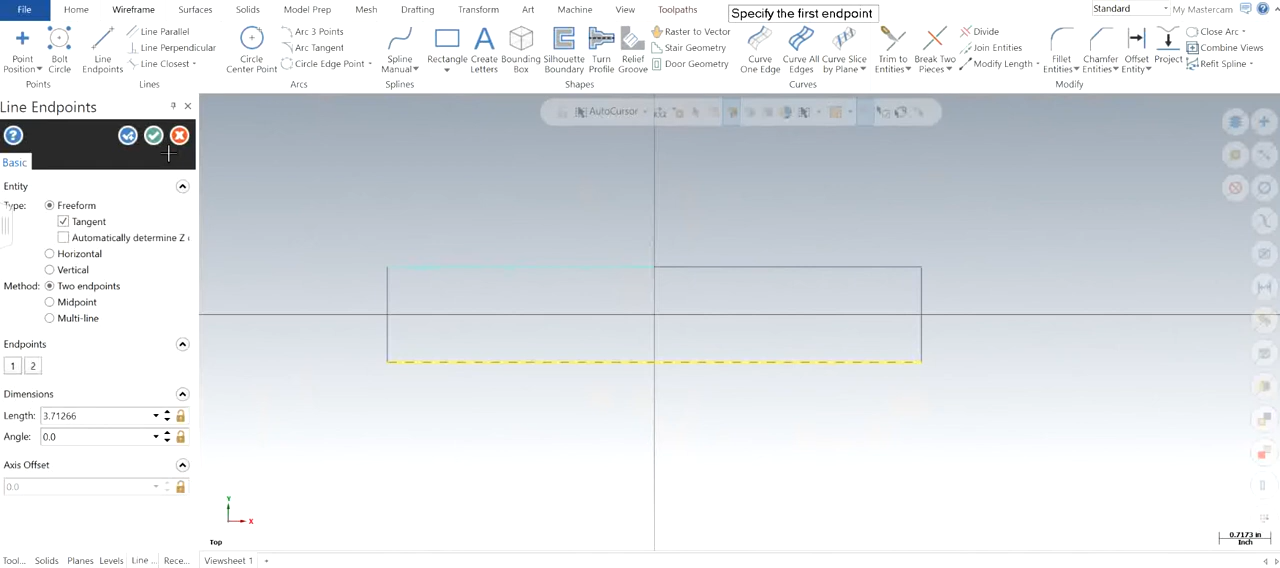 File Home Wireframe Surfaces Solids Model Prep Mesh Drafting Transform Art Machine View Toolpaths
Specify the first endpoint
Standard My Mastercam
Point Position
Bolt Circle
Points
Line Endpoints
Line Parallel
Line Perpendicular
Line Closest
Lines
Circle Center Point
Arc 3 Points
Arc Tangent
Circle Edge Point
Arcs
Spline Manual
Splines
Rectangle
Create Letters
Bounding Box
Silhouette Boundary
Turn Profile
Relief Groove
Shapes
Raster to Vector
Stair Geometry
Door Geometry
Curve One Edge
Curve All Edges
Curve Slice by Plane
Curves
Trim to Entities
Break Two Pieces
Divide
Join Entities
Modify Length
Fillet Entities
Chamfer Entities
Offset Entity
Project
Close Arc
Combine Views
Refit Spline
Modify
Line Endpoints
AutoCursor
Basic
Entity
Type: Freeform
Tangent
Automatically determine Z
Horizontal
Vertical
Method: Two endpoints
Midpoint
Multi-line
Endpoints
1 2
Dimensions
Length: 3.71266
Angle: 0.0
Axis Offset
0.0
Y
X
Top
0.7173 in
Inch
Tool... Solids Planes Levels Line ... Rece... Viewsheet 1 +